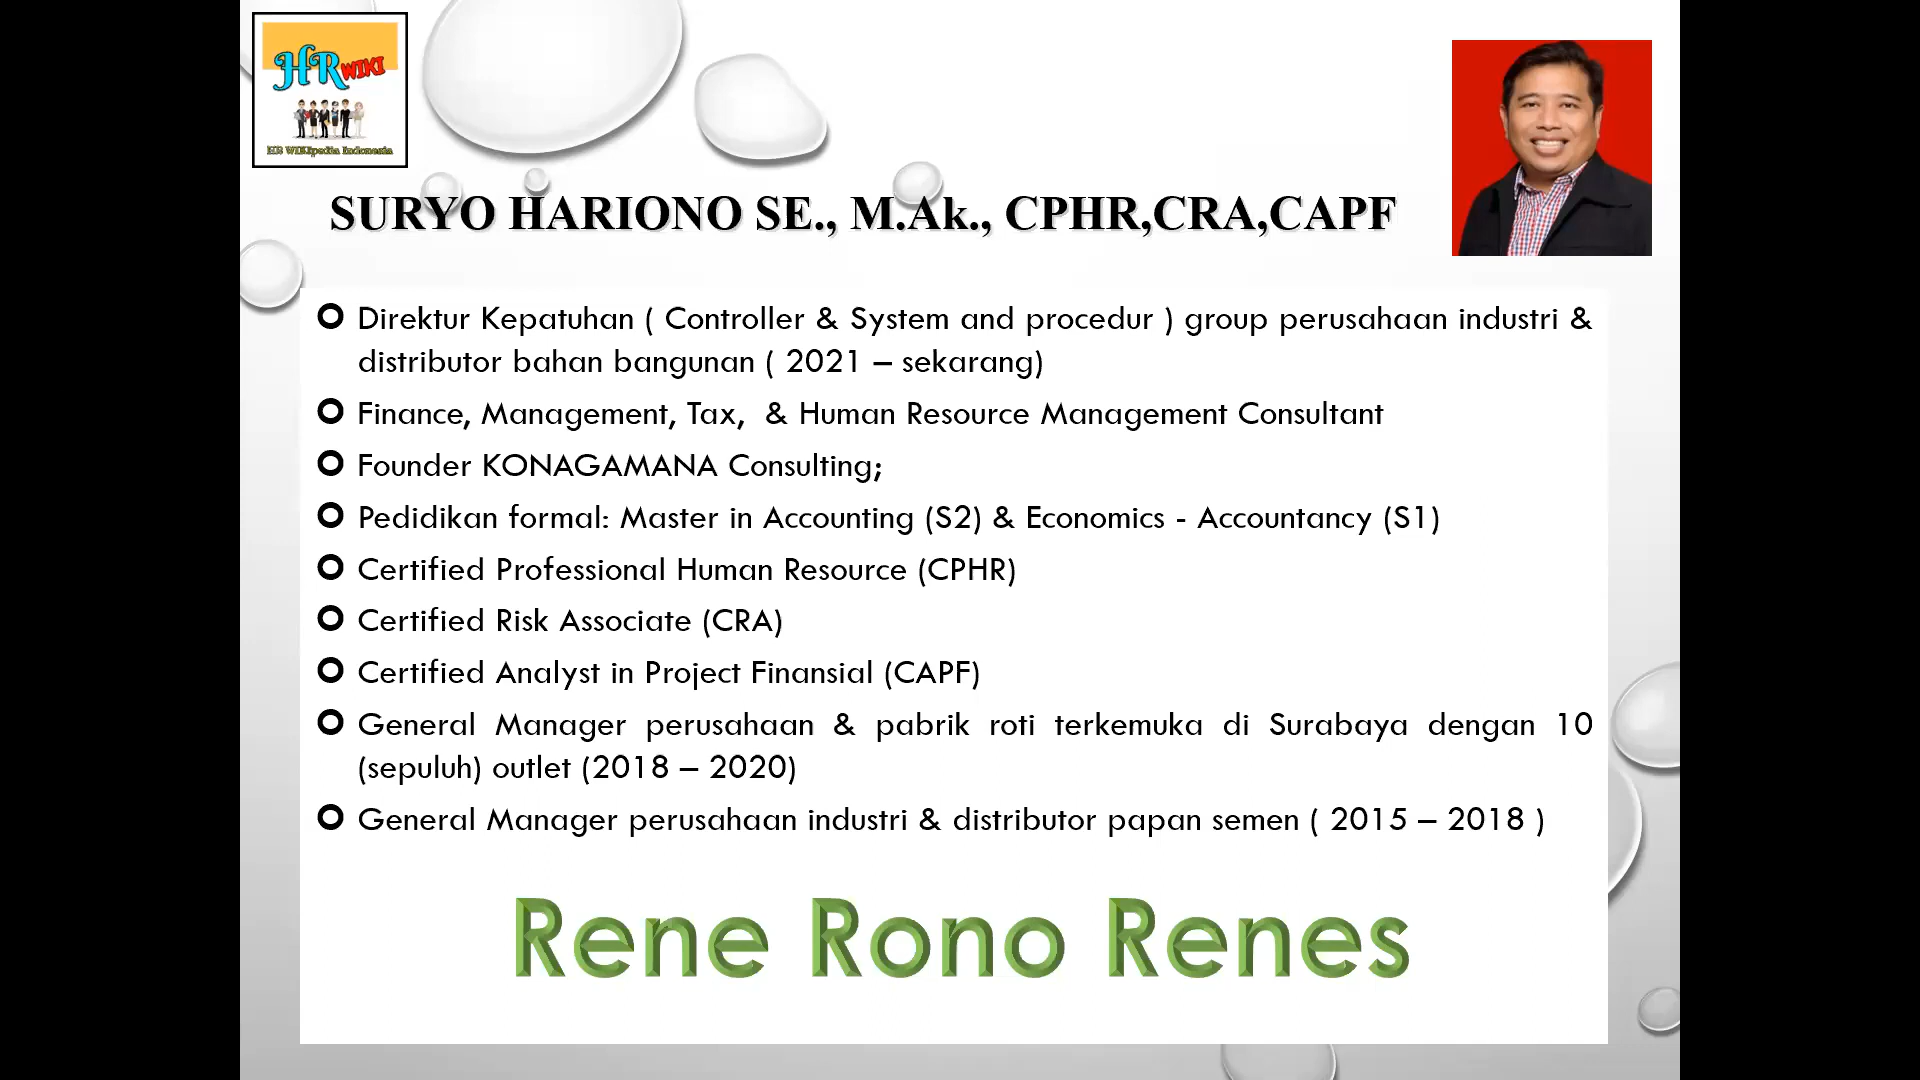 HR WIKI
HR WIKIpedia Indonesia
SURYO HARIONO SE., M.Ak., CPHR,CRA,CAPF
Direktur Kepatuhan ( Controller & System and procedur ) group perusahaan industri &
distributor bahan bangunan ( 2021 – sekarang)
Finance, Management, Tax, & Human Resource Management Consultant
Founder KONAGAMANA Consulting;
Pedidikan formal: Master in Accounting (S2) & Economics - Accountancy (S1)
Certified Professional Human Resource (CPHR)
Certified Risk Associate (CRA)
Certified Analyst in Project Finansial (CAPF)
General Manager perusahaan & pabrik roti terkemuka di Surabaya dengan 10
(sepuluh) outlet (2018 – 2020)
General Manager perusahaan industri & distributor papan semen ( 2015 – 2018 )
Rene Rono Renes